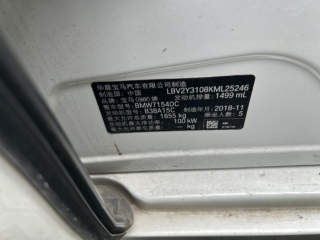 华晨宝马汽车有限公司制造
制造国: 中国 LBV2Y3108KML25246
品牌: 宝马(BMW)牌 发动机排量: 1499 mL
整车型号: BMW7154DC
发动机型号: B38A15C 制造年月: 2018-11
最大允许总质量: 1855 kg 乘坐人数: 5
发动机最大净功率: 100 kW
kg